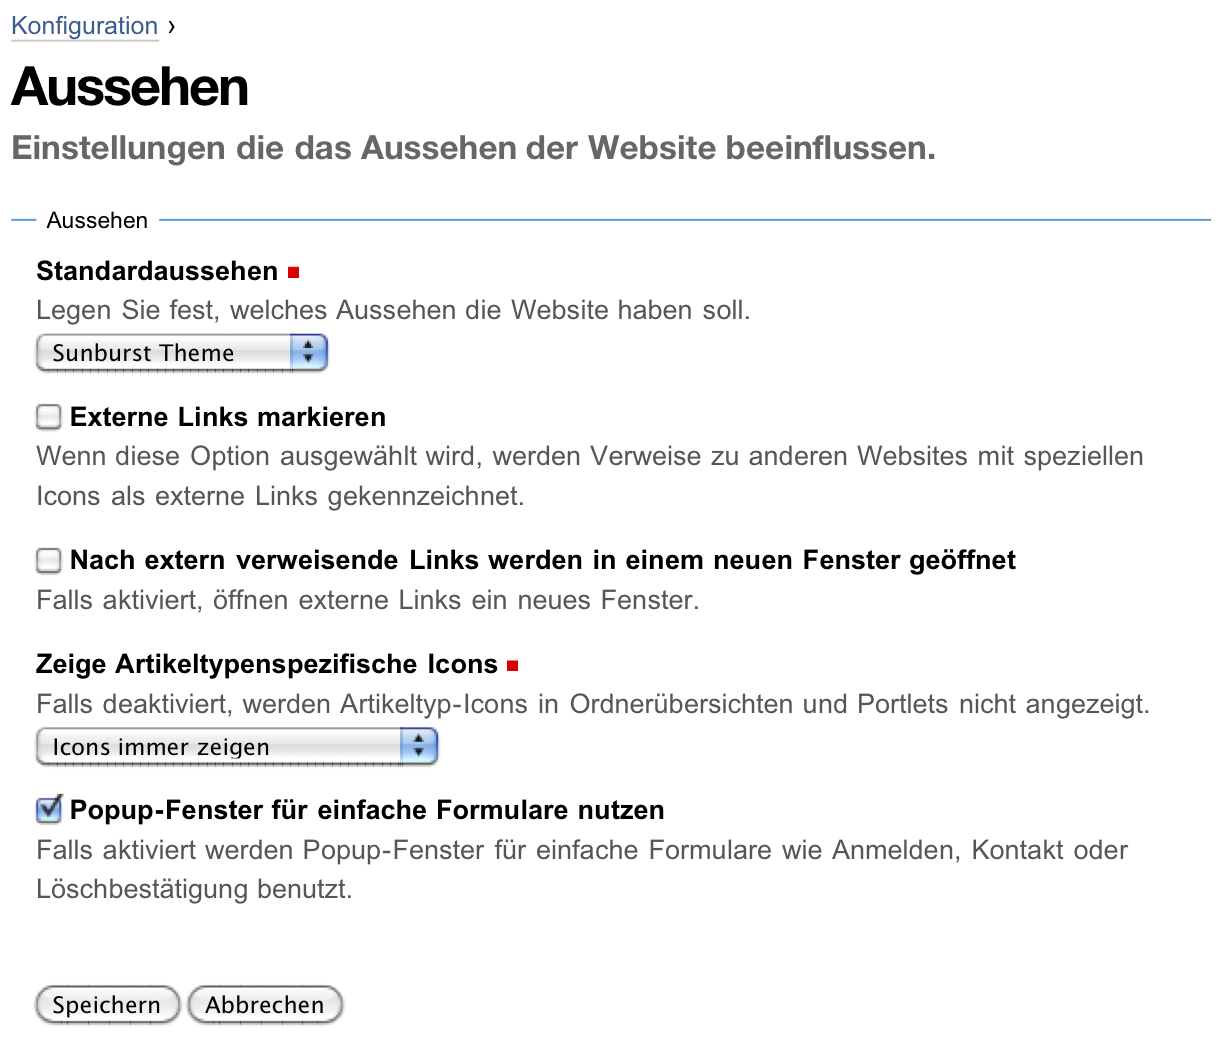 Konfiguration ›
Aussehen
Einstellungen die das Aussehen der Website beeinflussen.
Aussehen
Standardaussehen
Legen Sie fest, welches Aussehen die Website haben soll.
Sunburst Theme
Externe Links markieren
Wenn diese Option ausgewählt wird, werden Verweise zu anderen Websites mit speziellen
Icons als externe Links gekennzeichnet.
Nach extern verweisende Links werden in einem neuen Fenster geöffnet
Falls aktiviert, öffnen externe Links ein neues Fenster.
Zeige Artikeltypenspezifische Icons
Falls deaktiviert, werden Artikeltyp-Icons in Ordnerübersichten und Portlets nicht angezeigt.
Icons immer zeigen
Popup-Fenster für einfache Formulare nutzen
Falls aktiviert werden Popup-Fenster für einfache Formulare wie Anmelden, Kontakt oder
Löschbestätigung benutzt.
Speichern Abbrechen